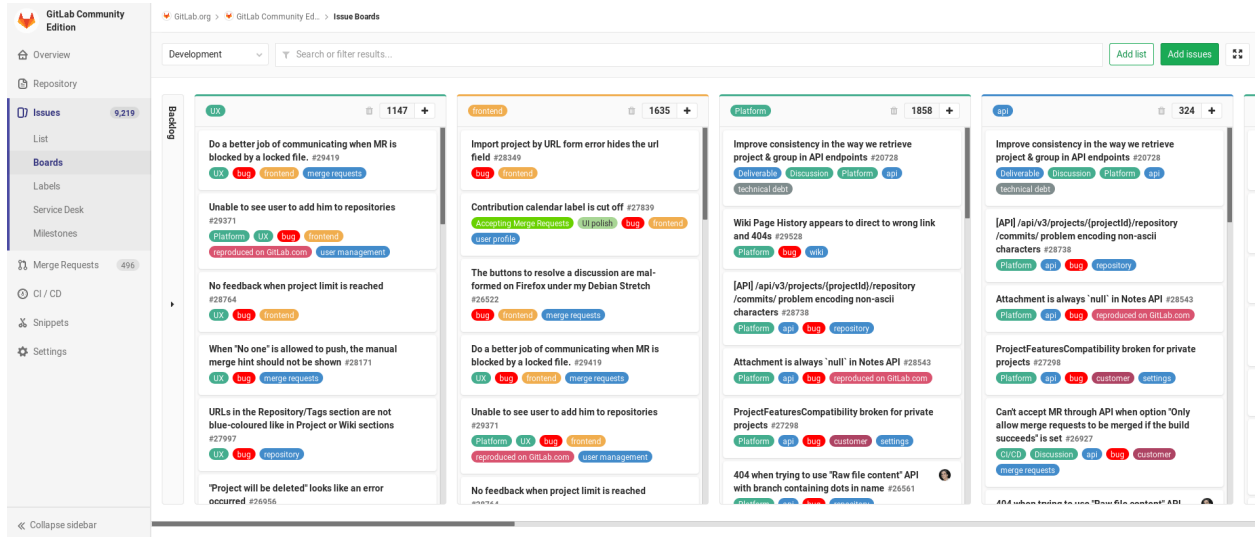 GitLab Community
Edition
Overview
Repository
Issues 9,219
List
Boards
Labels
Service Desk
Milestones
Merge Requests 496
CI / CD
Snippets
Settings
Collapse sidebar
GitLab.org > GitLab Community Ed... > Issue Boards
Development Search or filter results... Add list Add issues
Backlog
UX 1147 +
Do a better job of communicating when MR is
blocked by a locked file. #29419
UX bug frontend merge requests
Unable to see user to add him to repositories
#29371
Platform UX bug frontend
reproduced on GitLab.com user management
No feedback when project limit is reached
#28764
UX bug frontend
When "No one" is allowed to push, the manual
merge hint should not be shown #28171
UX bug merge requests
URLs in the Repository/Tags section are not
blue-coloured like in Project or Wiki sections
#27997
UX bug repository
"Project will be deleted" looks like an error
occurred #26956
frontend 1635 +
Import project by URL form error hides the url
field #28349
bug frontend
Contribution calendar label is cut off #27839
Accepting Merge Requests UI polish bug frontend
user profile
The buttons to resolve a discussion are mal-
formed on Firefox under my Debian Stretch
#26522
bug frontend merge requests
Do a better job of communicating when MR is
blocked by a locked file. #29419
UX bug frontend merge requests
Unable to see user to add him to repositories
#29371
Platform UX bug frontend
reproduced on GitLab.com user management
No feedback when project limit is reached
#28764
Platform 1858 +
Improve consistency in the way we retrieve
project & group in API endpoints #20728
Deliverable Discussion Platform api
technical debt
Wiki Page History appears to direct to wrong link
and 404s #29528
Platform bug wiki
[API] /api/v3/projects/{projectId}/repository
/commits/ problem encoding non-ascii
characters #28738
Platform api bug repository
Attachment is always `null` in Notes API #28543
Platform api bug reproduced on GitLab.com
ProjectFeaturesCompatibility broken for private
projects #27298
Platform api bug customer settings
404 when trying to use "Raw file content" API
with branch containing dots in name #26561
Platform api bug repository
api 324 +
Improve consistency in the way we retrieve
project & group in API endpoints #20728
Deliverable Discussion Platform api
technical debt
[API] /api/v3/projects/{projectId}/repository
/commits/ problem encoding non-ascii
characters #28738
Platform api bug repository
Attachment is always `null` in Notes API #28543
Platform api bug reproduced on GitLab.com
ProjectFeaturesCompatibility broken for private
projects #27298
Platform api bug customer settings
Can't accept MR through API when option "Only
allow merge requests to be merged if the build
succeeds" is set #26927
CI/CD Discussion api bug customer
merge requests
404 when trying to use "Raw file content" API